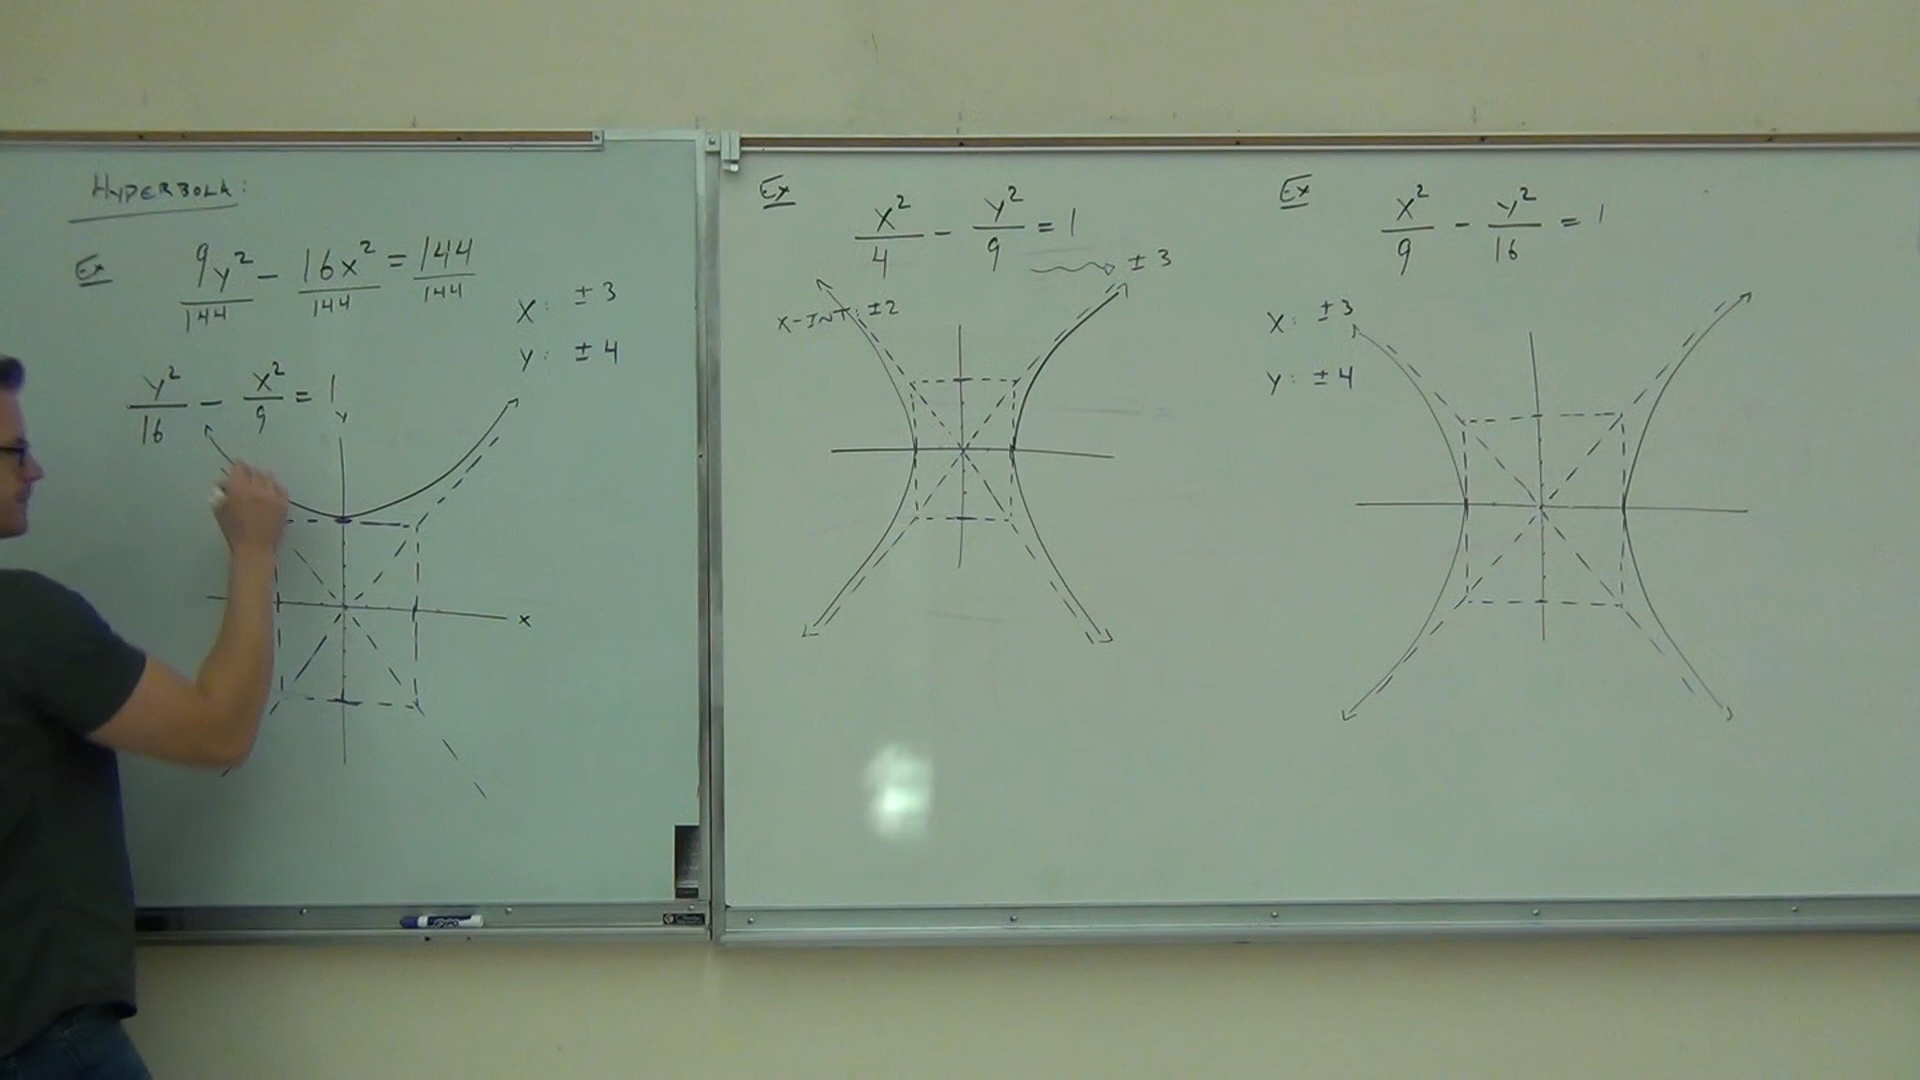 HYPERBOLA:
Ex 9y²/144 - 16x²/144 = 144/144
X: ±3
Y: ±4
y²/16 - x²/9 = 1
y
x
Ex x²/4 - y²/9 = 1
±3
X-INT: ±2
Ex x²/9 - y²/16 = 1
X: ±3
Y: ±4
EXPO